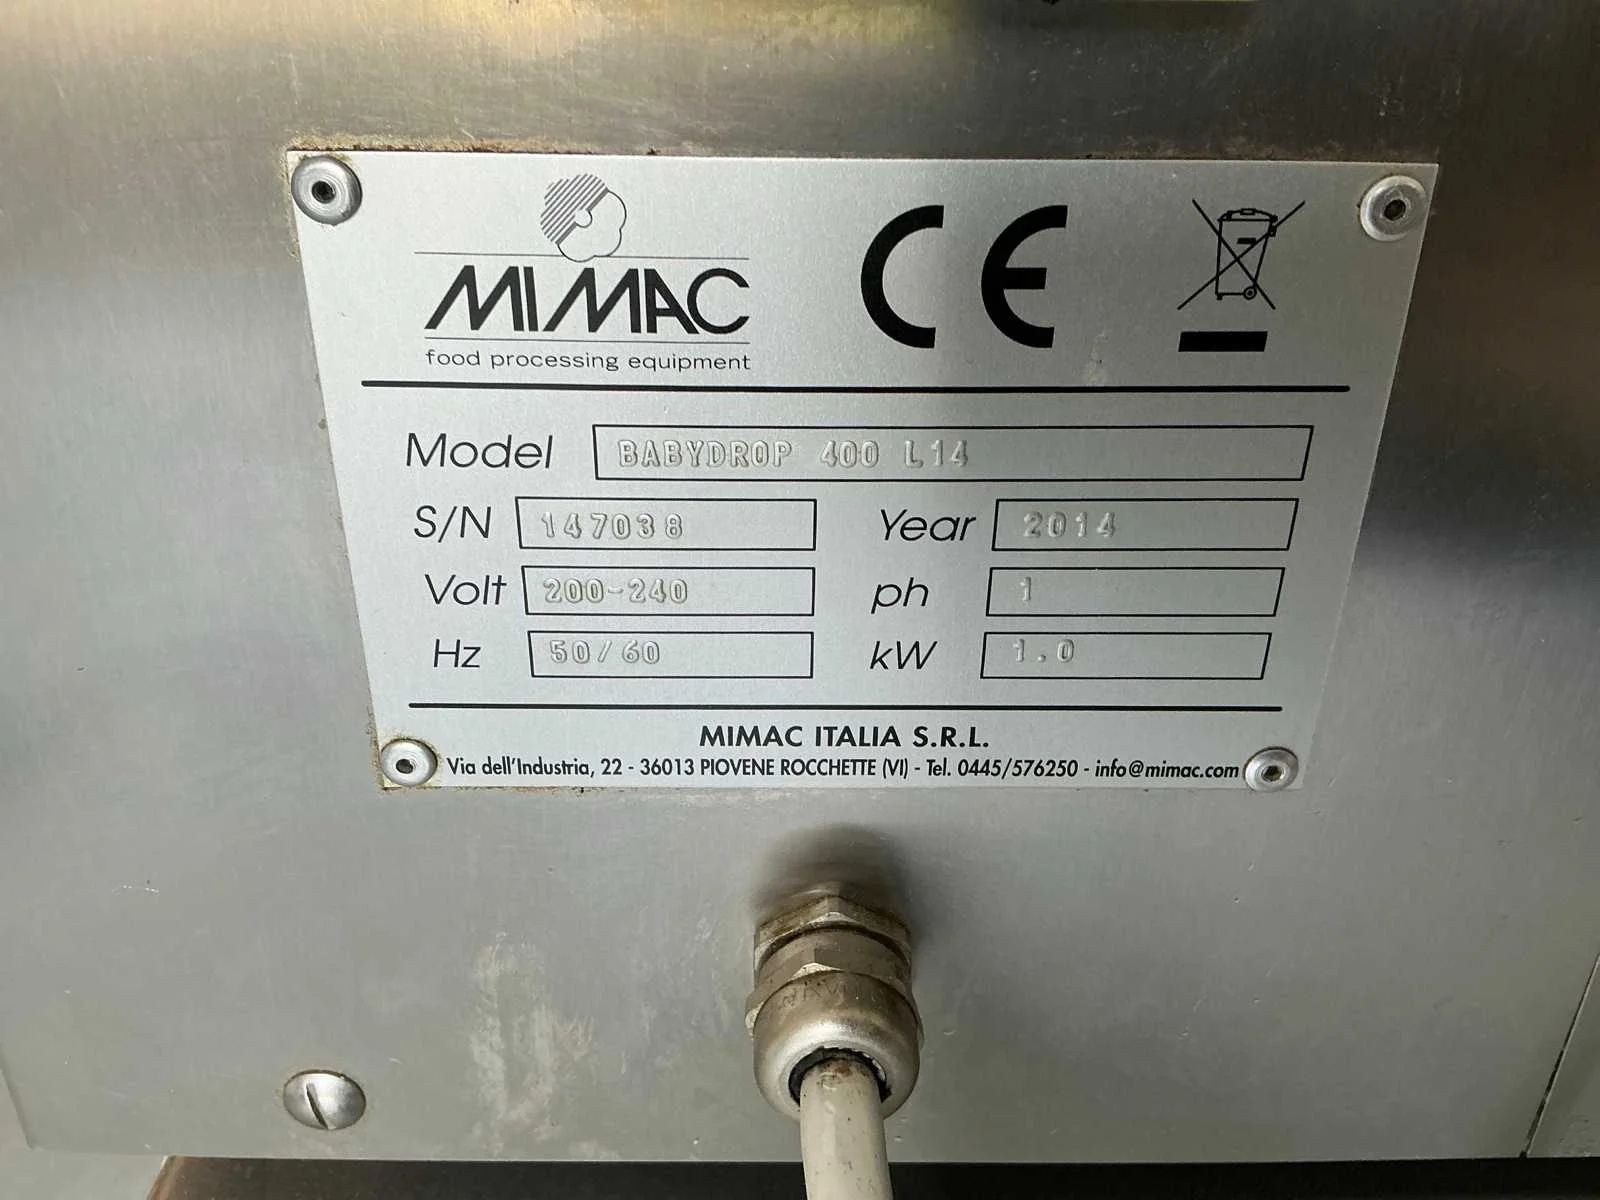 MIMAC
food processing equipment
CE
Model BABYDROP 400 L14
S/N 147038 Year 2014
Volt 200-240 ph 1
Hz 50/60 kW 1.0
MIMAC ITALIA S.R.L.
Via dell'Industria, 22 - 36013 PIOVENE ROCCHETTE (VI) - Tel. 0445/576250 - info@mimac.com